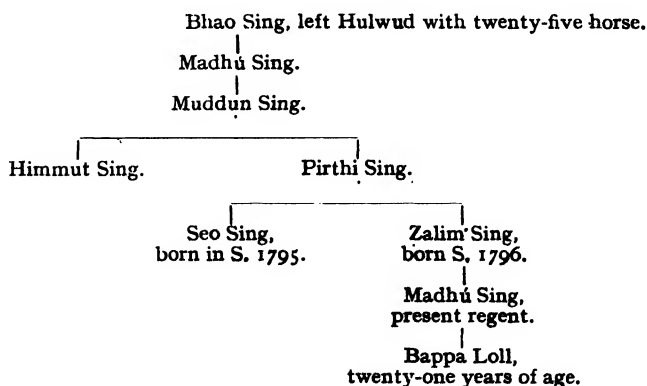 Bhao Sing, left Hulwud with twenty-five horse.
Madhú Sing.
Muddun Sing.
Himmut Sing. Pirthi Sing.
Seo Sing, Zalim Sing,
born in S. 1795. born S. 1796.
Madhú Sing,
present regent.
Bappa Loll,
twenty-one years of age.